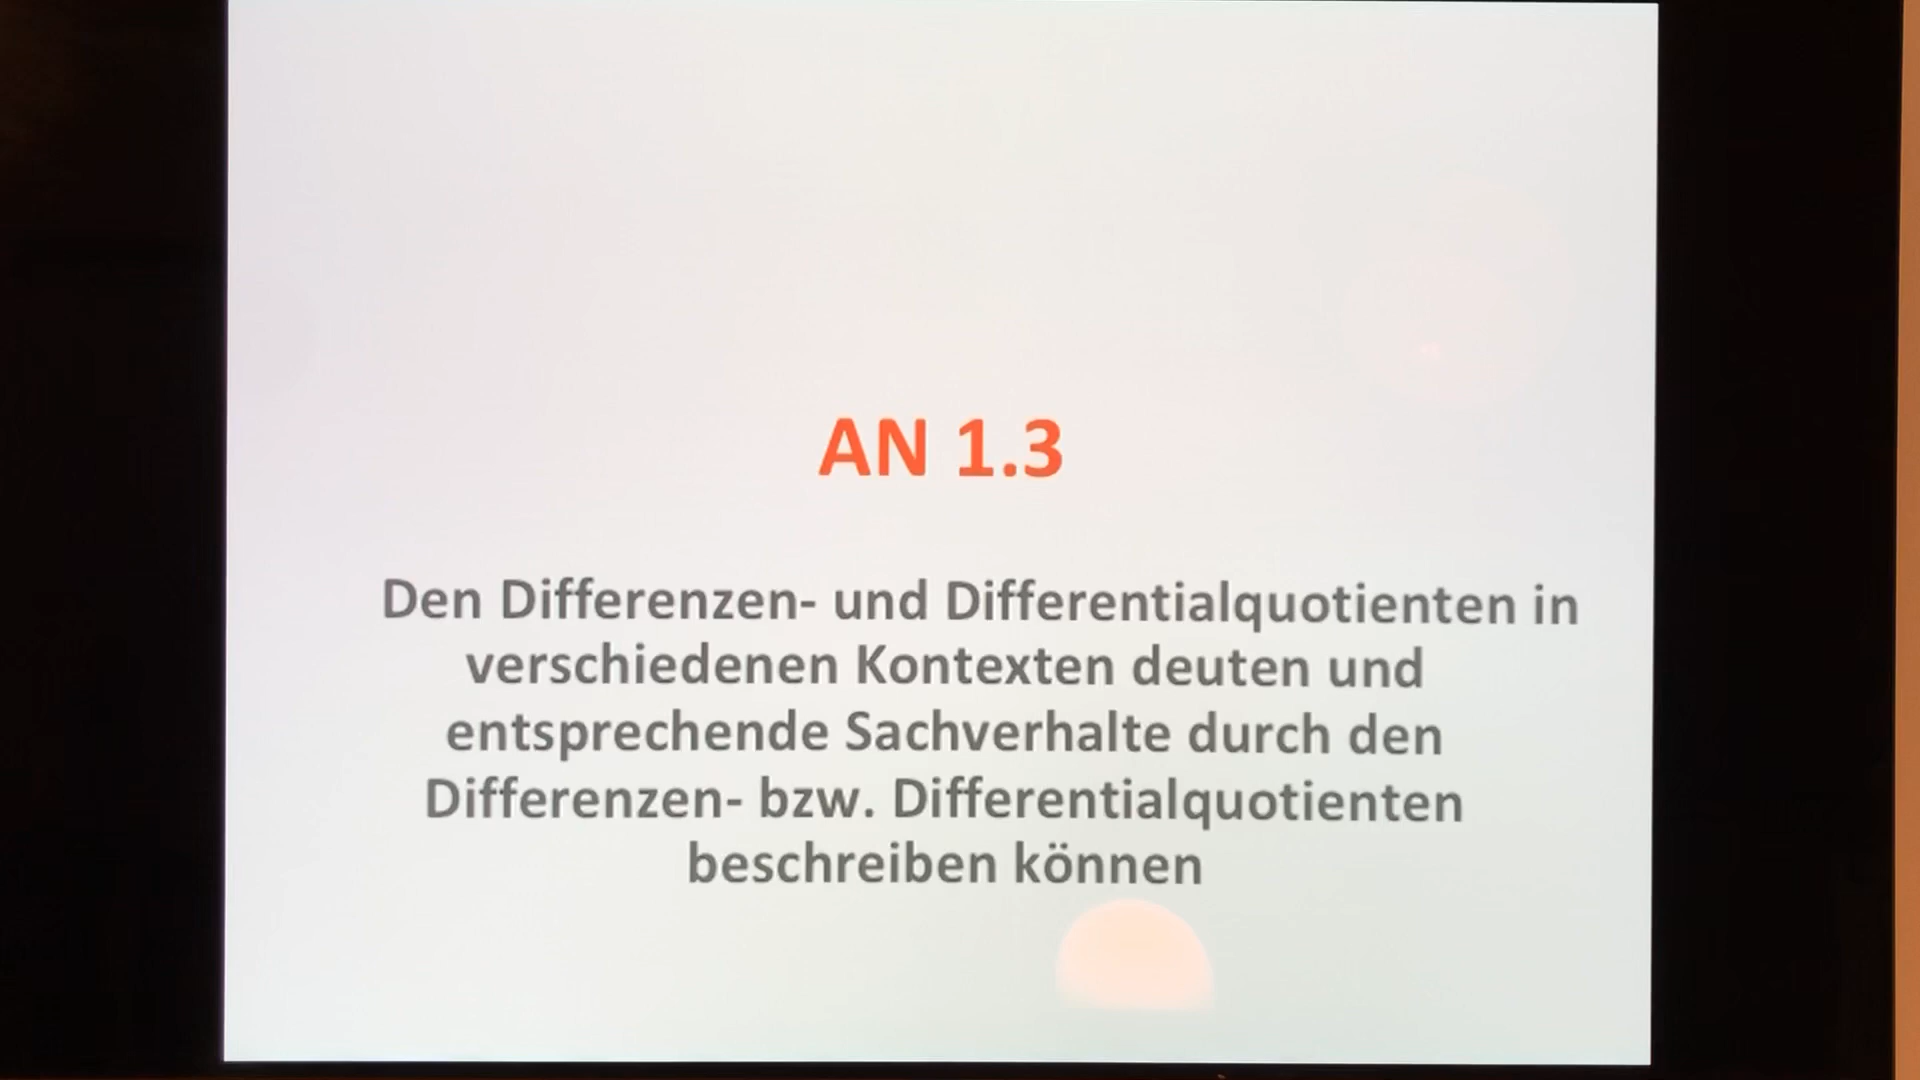 AN 1.3
Den Differenzen- und Differentialquotienten in
verschiedenen Kontexten deuten und
entsprechende Sachverhalte durch den
Differenzen- bzw. Differentialquotienten
beschreiben können